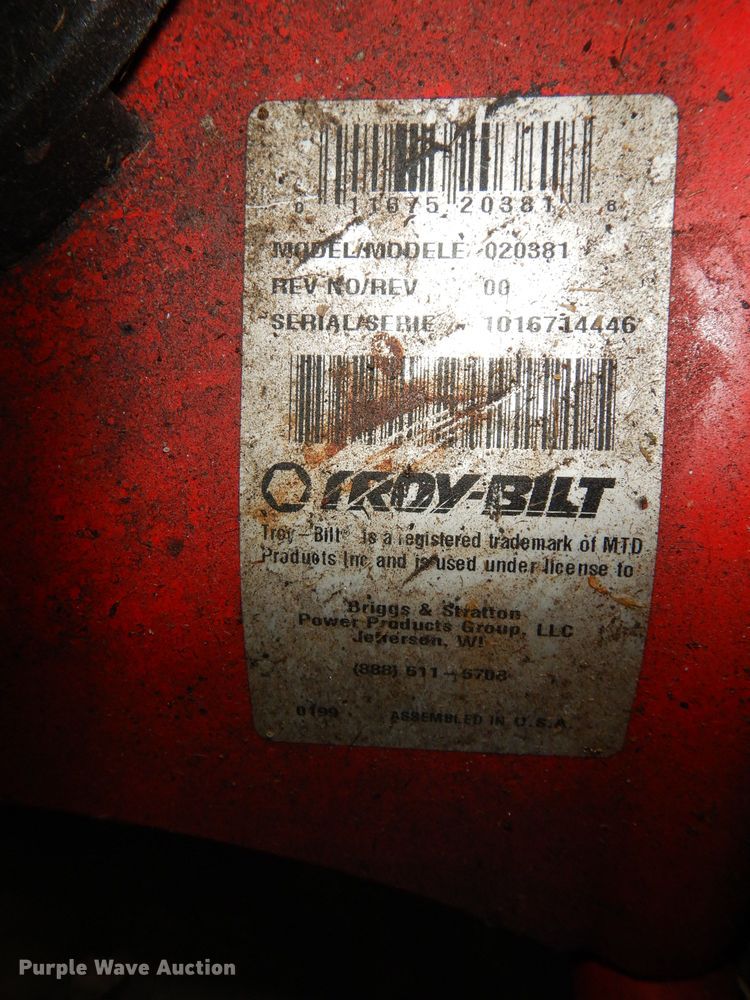 0 11675 20381 8
MODEL/MODELE 020381
REV NO/REV 00
SERIAL/SERIE 1016714446
TROY-BILT
Troy-Bilt® is a registered trademark of MTD
Products Inc and is used under license to
Briggs & Stratton
Power Products Group, LLC
Jefferson, WI
(888) 611-6708
0199 ASSEMBLED IN U.S.A.
Purple Wave Auction